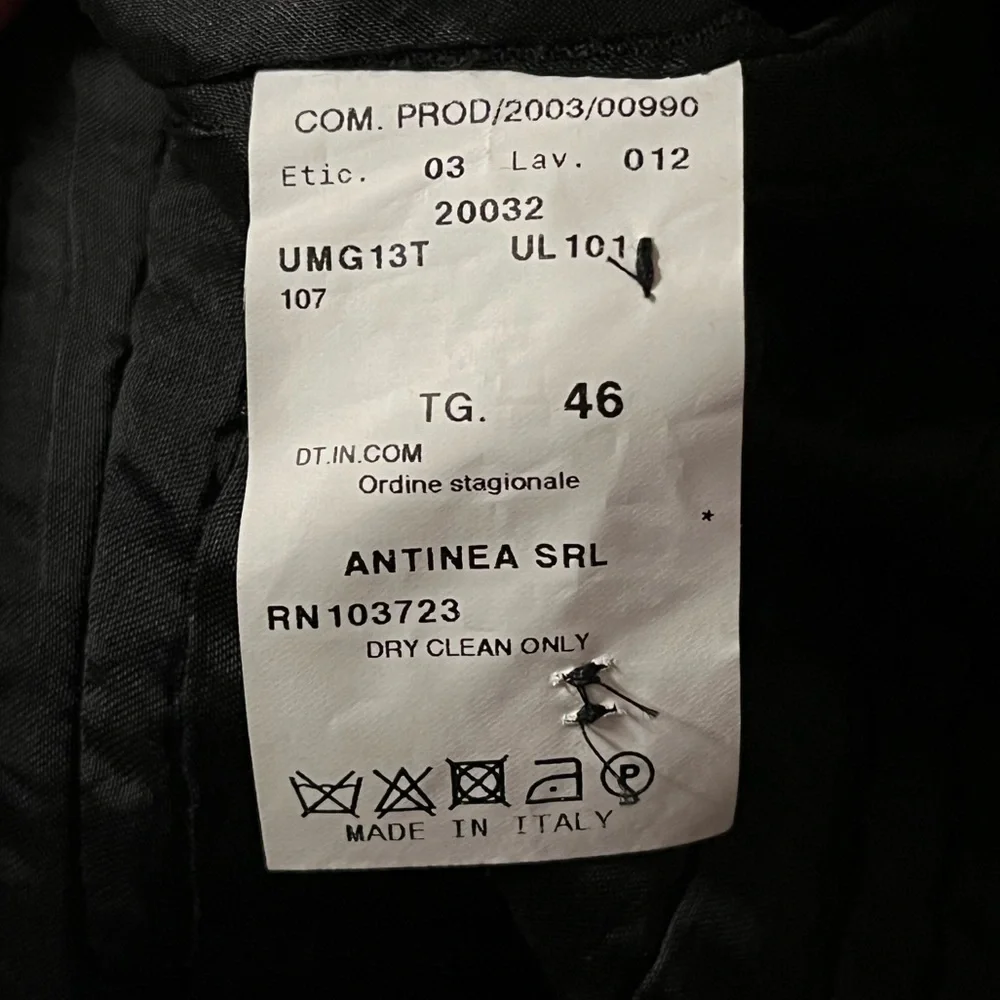 COM. PROD/2003/00990
Etic. 03 Lav. 012
20032
UMG13T UL101
107
TG. 46
DT.IN.COM
Ordine stagionale
*
ANTINEA SRL
RN103723
DRY CLEAN ONLY
P
MADE IN ITALY